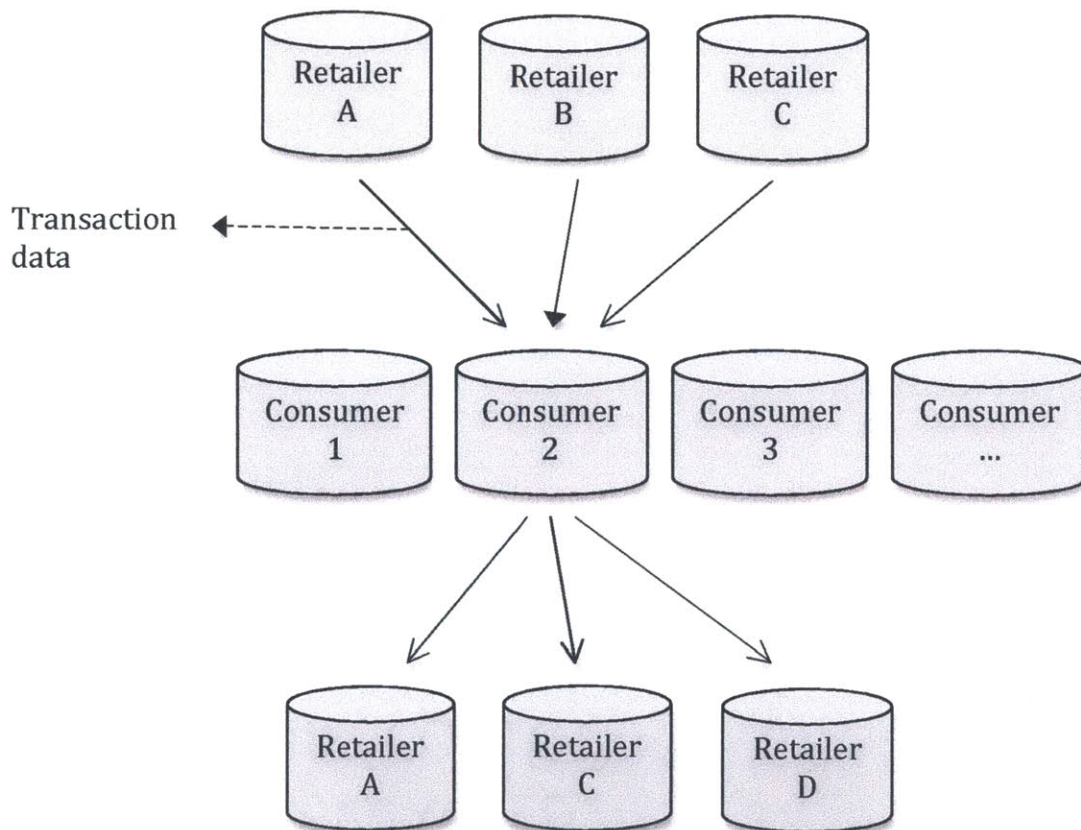 Retailer
A
Retailer
B
Retailer
C
Transaction
data
Consumer
1
Consumer
2
Consumer
3
Consumer
...
Retailer
A
Retailer
C
Retailer
D